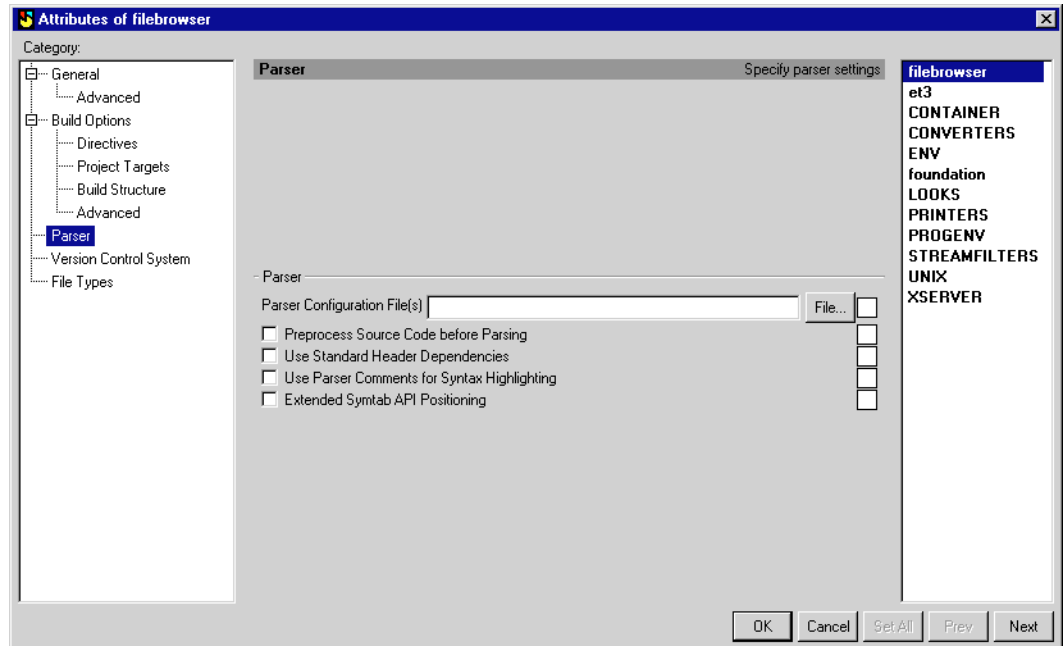 Attributes of filebrowser
Category:
General
Advanced
Build Options
Directives
Project Targets
Build Structure
Advanced
Parser
Version Control System
File Types
Parser Specify parser settings
Parser
Parser Configuration File(s) File...
Preprocess Source Code before Parsing
Use Standard Header Dependencies
Use Parser Comments for Syntax Highlighting
Extended Symtab API Positioning
filebrowser
et3
CONTAINER
CONVERTERS
ENV
foundation
LOOKS
PRINTERS
PROGENV
STREAMFILTERS
UNIX
XSERVER
OK Cancel Set All Prev Next